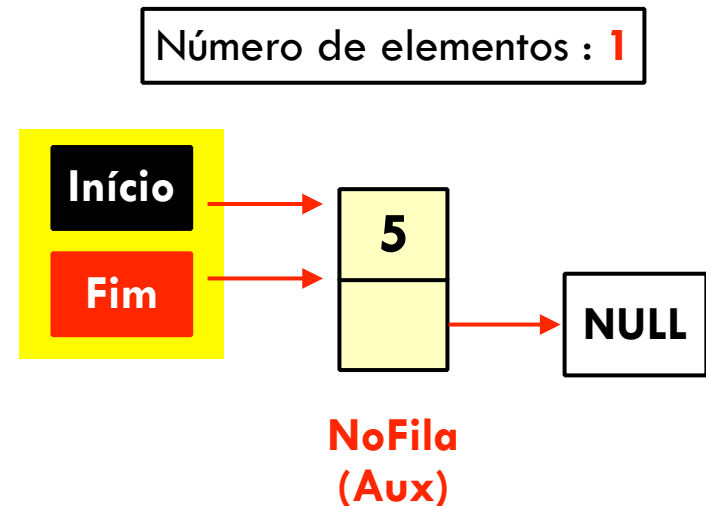 Número de elementos : 1
Início
5
Fim
NULL
NoFila
(Aux)